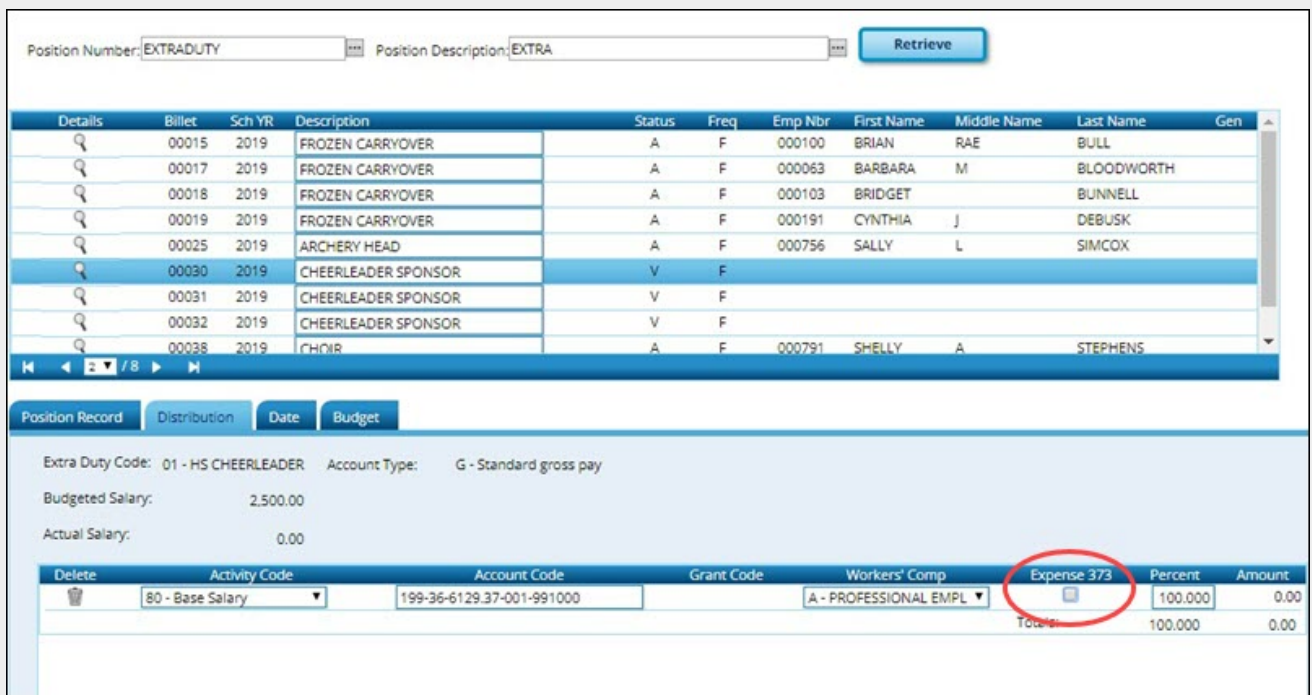 Position Number: EXTRADUTY ... Position Description: EXTRA ... Retrieve
Details Billet Sch YR Description Status Freq Emp Nbr First Name Middle Name Last Name Gen
00015 2019 FROZEN CARRYOVER A F 000100 BRIAN RAE BULL
00017 2019 FROZEN CARRYOVER A F 000063 BARBARA M BLOODWORTH
00018 2019 FROZEN CARRYOVER A F 000103 BRIDGET BUNNELL
00019 2019 FROZEN CARRYOVER A F 000191 CYNTHIA J DEBUSK
00025 2019 ARCHERY HEAD A F 000756 SALLY L SIMCOX
00030 2019 CHEERLEADER SPONSOR V F
00031 2019 CHEERLEADER SPONSOR V F
00032 2019 CHEERLEADER SPONSOR V F
00038 2019 CHOIR A F 000791 SHELLY A STEPHENS
2 / 8
Position Record Distribution Date Budget
Extra Duty Code: 01 - HS CHEERLEADER Account Type: G - Standard gross pay
Budgeted Salary: 2,500.00
Actual Salary: 0.00
Delete Activity Code Account Code Grant Code Workers' Comp Expense 373 Percent Amount
80 - Base Salary 199-36-6129.37-001-991000 A - PROFESSIONAL EMPL 100.000 0.00
Totals: 100.000 0.00